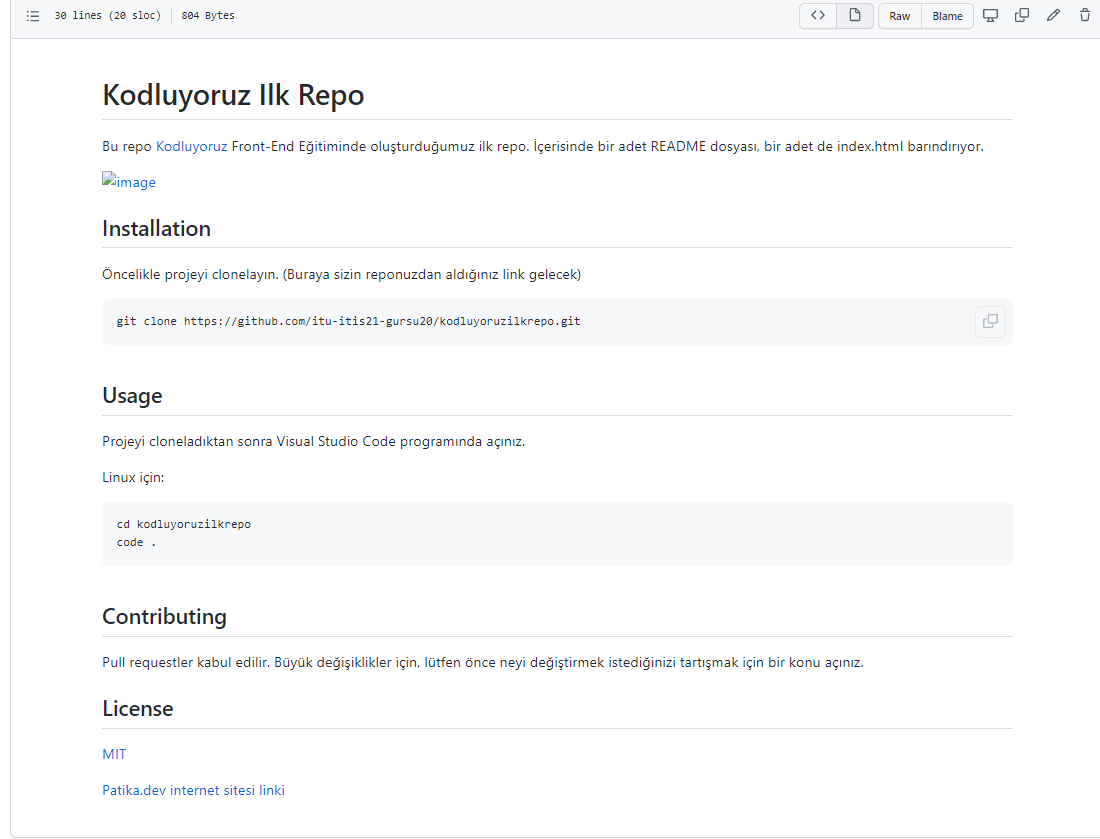 30 lines (20 sloc) 804 Bytes Raw Blame
Kodluyoruz Ilk Repo
Bu repo Kodluyoruz Front-End Eğitiminde oluşturduğumuz ilk repo. İçerisinde bir adet README dosyası, bir adet de index.html barındırıyor.
image
Installation
Öncelikle projeyi clonelayın. (Buraya sizin reponuzdan aldığınız link gelecek)
git clone https://github.com/itu-itis21-gursu20/kodluyoruzilkrepo.git
Usage
Projeyi cloneladıktan sonra Visual Studio Code programında açınız.
Linux için:
cd kodluyoruzilkrepo
code .
Contributing
Pull requestler kabul edilir. Büyük değişiklikler için, lütfen önce neyi değiştirmek istediğinizi tartışmak için bir konu açınız.
License
MIT
Patika.dev internet sitesi linki